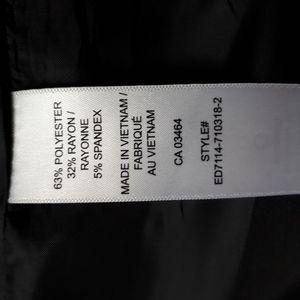 63% POLYESTER
32% RAYON /
RAYONNE
5% SPANDEX
MADE IN VIETNAM /
FABRIQUÉ
AU VIETNAM
CA 03464
STYLE#
ED7114-710318-2